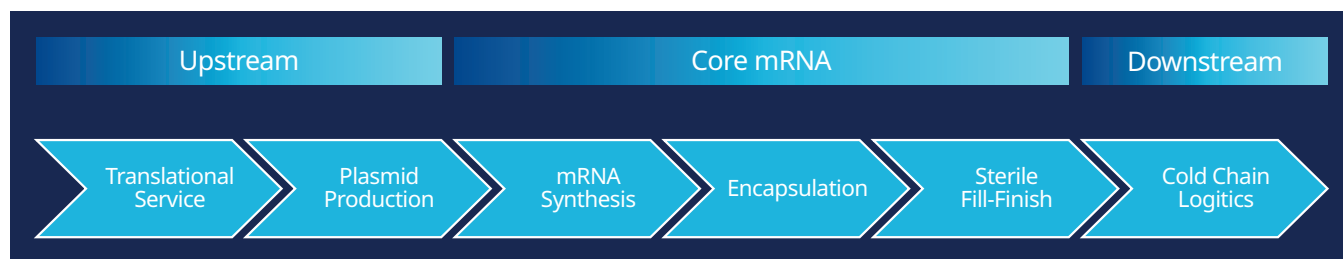 Upstream
Core mRNA
Downstream
Translational
Service
Plasmid
Production
mRNA
Synthesis
Encapsulation
Sterile
Fill-Finish
Cold Chain
Logitics